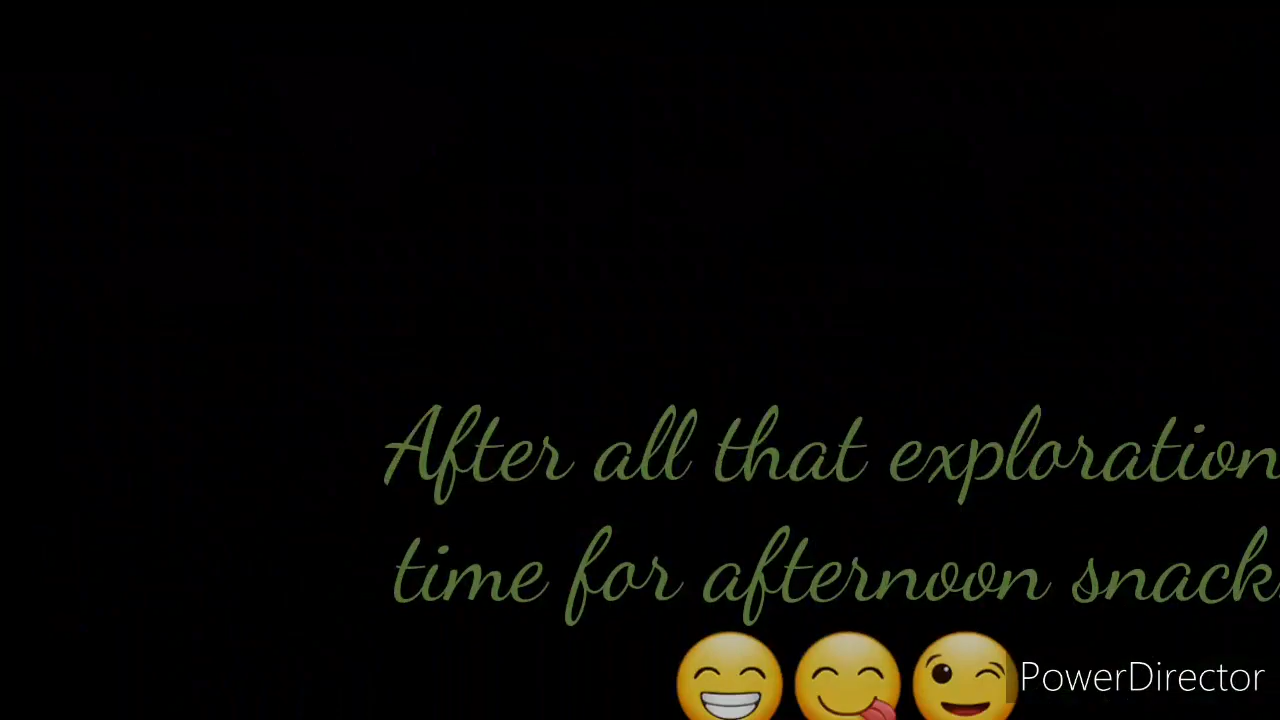 After all that exploration
time for afternoon snack
😁😋😉
PowerDirector